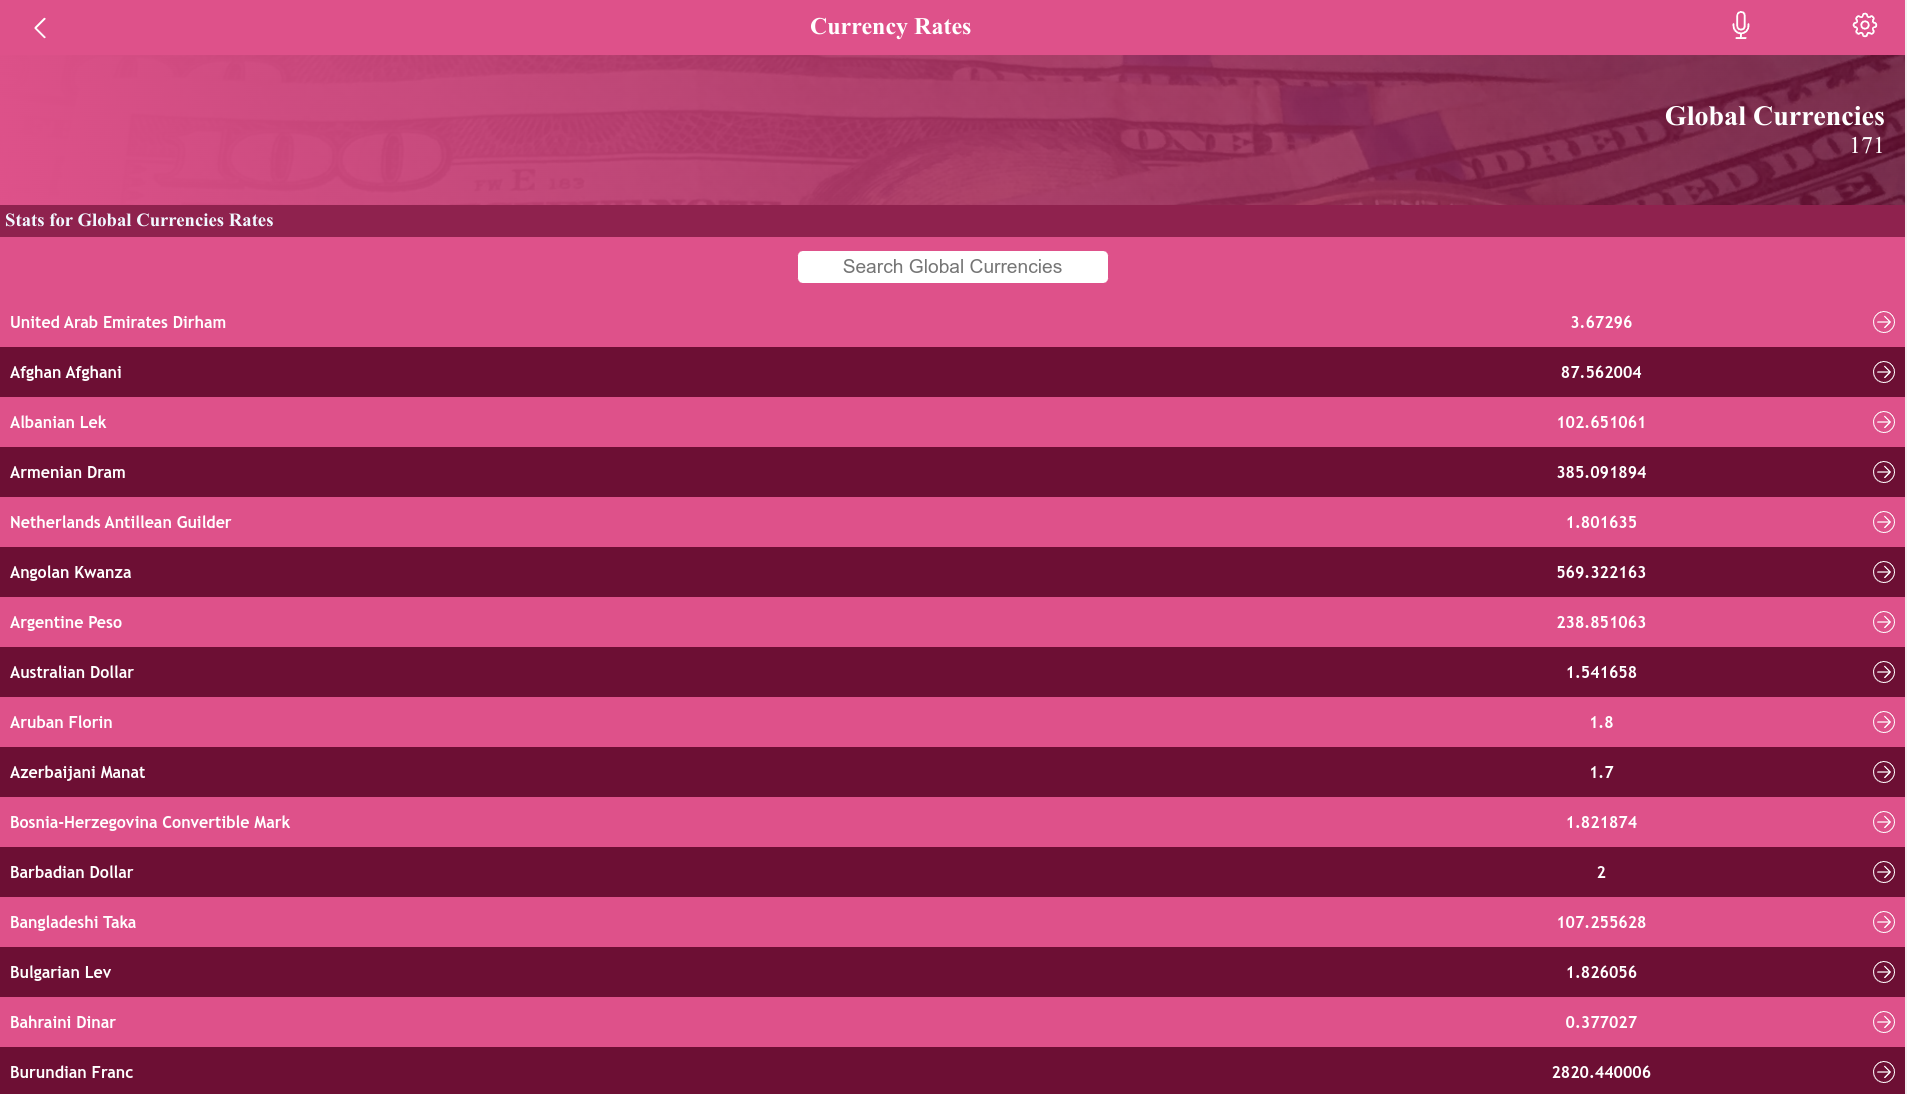 Currency Rates
Global Currencies
171
FW E 183
Stats for Global Currencies Rates
Search Global Currencies
United Arab Emirates Dirham 3.67296
Afghan Afghani 87.562004
Albanian Lek 102.651061
Armenian Dram 385.091894
Netherlands Antillean Guilder 1.801635
Angolan Kwanza 569.322163
Argentine Peso 238.851063
Australian Dollar 1.541658
Aruban Florin 1.8
Azerbaijani Manat 1.7
Bosnia-Herzegovina Convertible Mark 1.821874
Barbadian Dollar 2
Bangladeshi Taka 107.255628
Bulgarian Lev 1.826056
Bahraini Dinar 0.377027
Burundian Franc 2820.440006